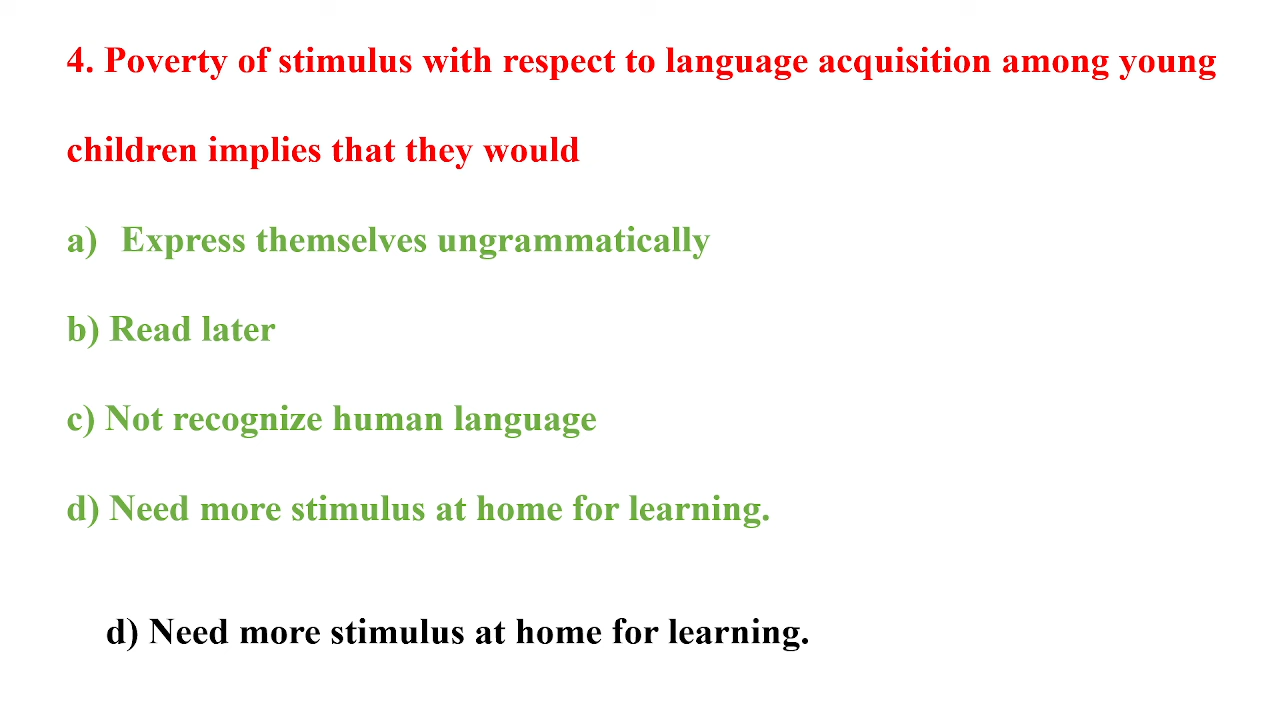 4. Poverty of stimulus with respect to language acquisition among young
children implies that they would
a) Express themselves ungrammatically
b) Read later
c) Not recognize human language
d) Need more stimulus at home for learning.
d) Need more stimulus at home for learning.